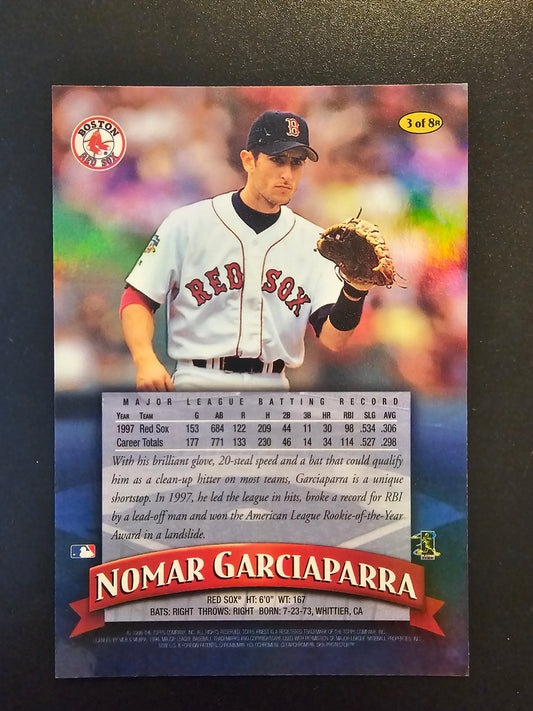 BOSTON
RED SOX
3 of 8R
B
RED SOX
MAJOR LEAGUE BATTING RECORD
YEAR TEAM G AB R H 2B 3B HR RBI SLG AVG
1997 Red Sox 153 684 122 209 44 11 30 98 .534 .306
Career Totals 177 771 133 230 46 14 34 114 .527 .298
With his brilliant glove, 20-steal speed and a bat that could qualify
him as a clean-up hitter on most teams, Garciaparra is a unique
shortstop. In 1997, he led the league in hits, broke a record for RBI
by a lead-off man and won the American League Rookie-of-the-Year
Award in a landslide.
NOMAR GARCIAPARRA
RED SOX® HT: 6'0" WT: 167
BATS: RIGHT THROWS: RIGHT BORN: 7-23-73, WHITTIER, CA